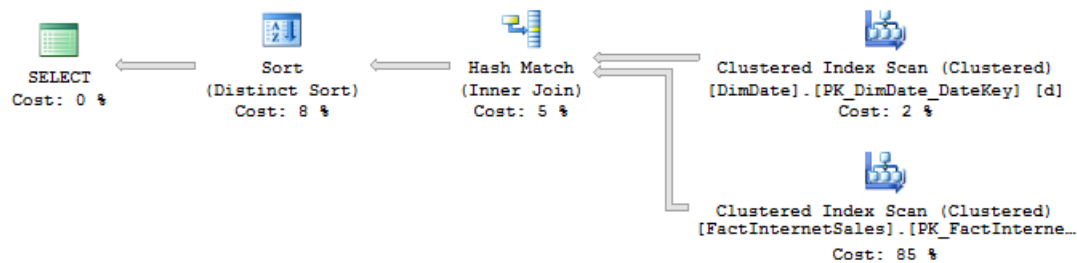 SELECT
Cost: 0 %
Sort
(Distinct Sort)
Cost: 8 %
Hash Match
(Inner Join)
Cost: 5 %
Clustered Index Scan (Clustered)
[DimDate].[PK_DimDate_DateKey] [d]
Cost: 2 %
Clustered Index Scan (Clustered)
[FactInternetSales].[PK_FactInterne…
Cost: 85 %